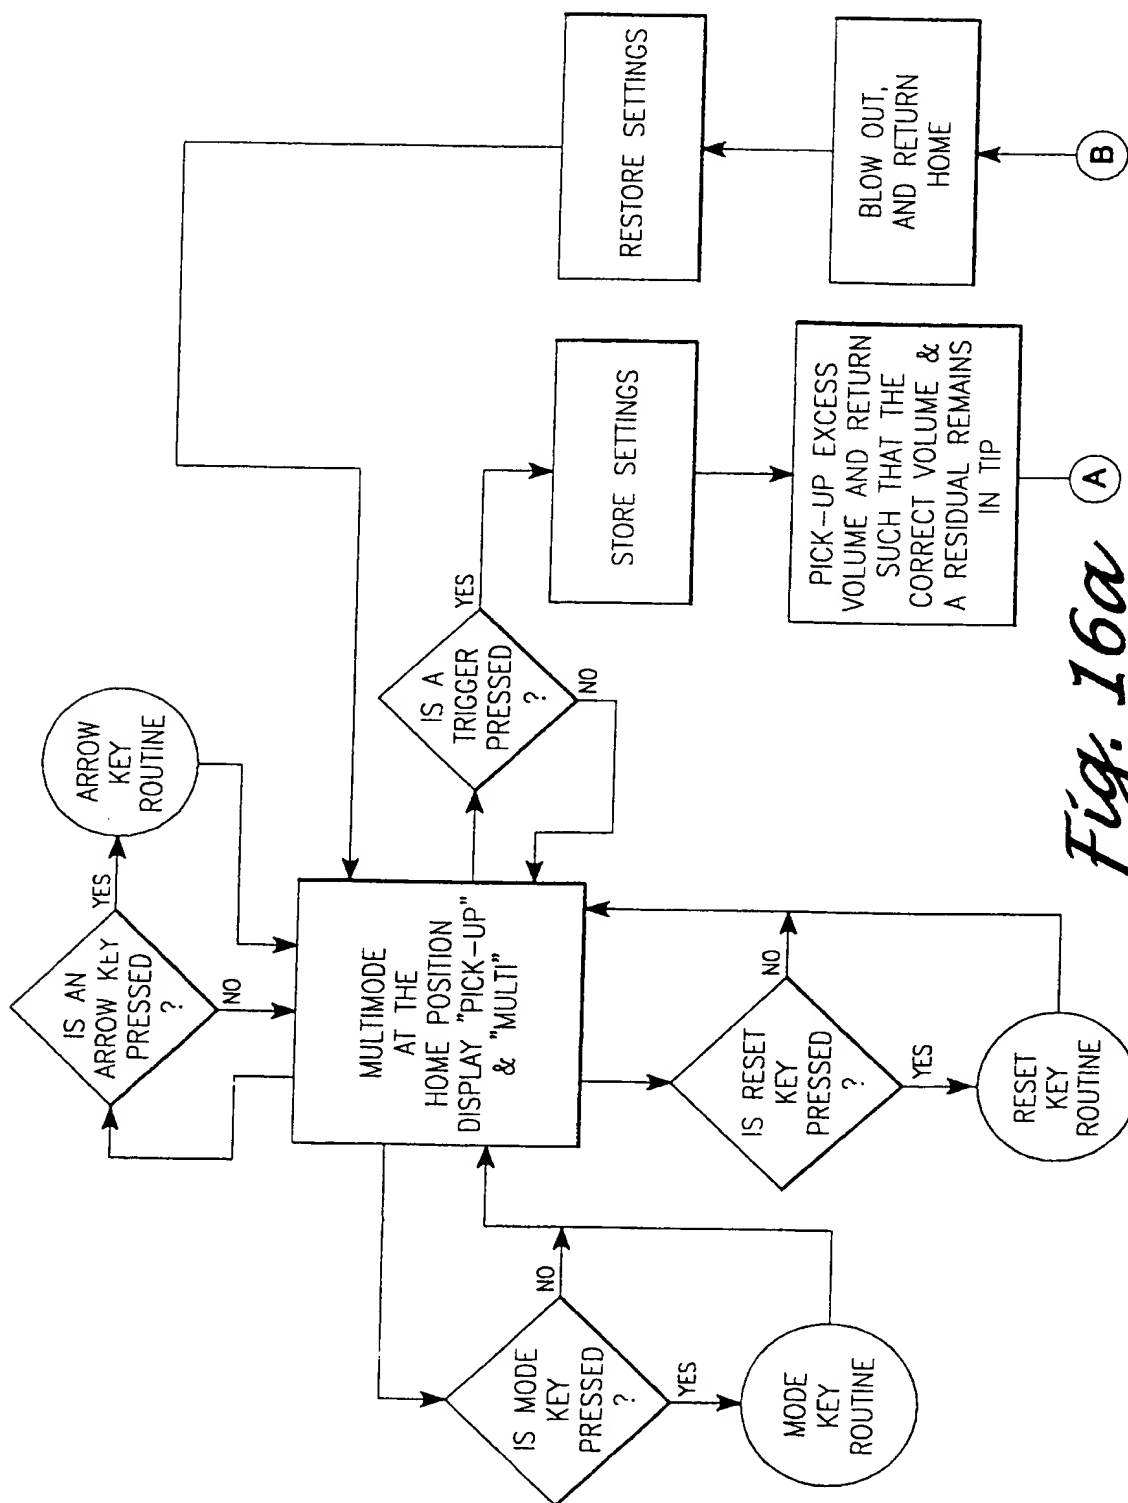 IS AN
ARROW KEY
PRESSED
?
YES
NO
ARROW
KEY
ROUTINE
IS MODE
KEY
PRESSED
?
NO
YES
MODE
KEY
ROUTINE
MULTIMODE
AT THE
HOME POSITION
DISPLAY "PICK-UP"
& "MULTI"
IS RESET
KEY
PRESSED
?
NO
YES
RESET
KEY
ROUTINE
IS A
TRIGGER
PRESSED
?
YES
NO
STORE SETTINGS
PICK-UP EXCESS
VOLUME AND RETURN
SUCH THAT THE
CORRECT VOLUME &
A RESIDUAL REMAINS
IN TIP
A
RESTORE SETTINGS
BLOW OUT,
AND RETURN
HOME
B
Fig. 16a